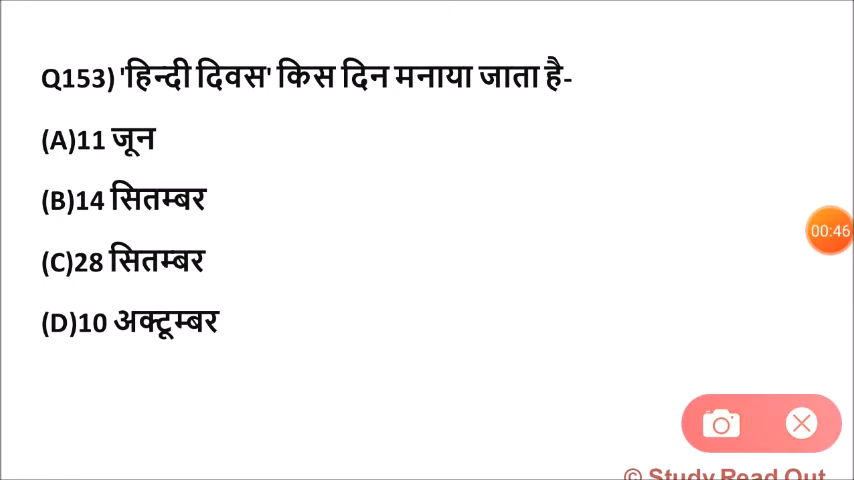 Q153) 'हिन्दी दिवस' किस दिन मनाया जाता है-
(A)11 जून
(B)14 सितम्बर
(C)28 सितम्बर
00:46
(D)10 अक्टूम्बर
© Study Read Out